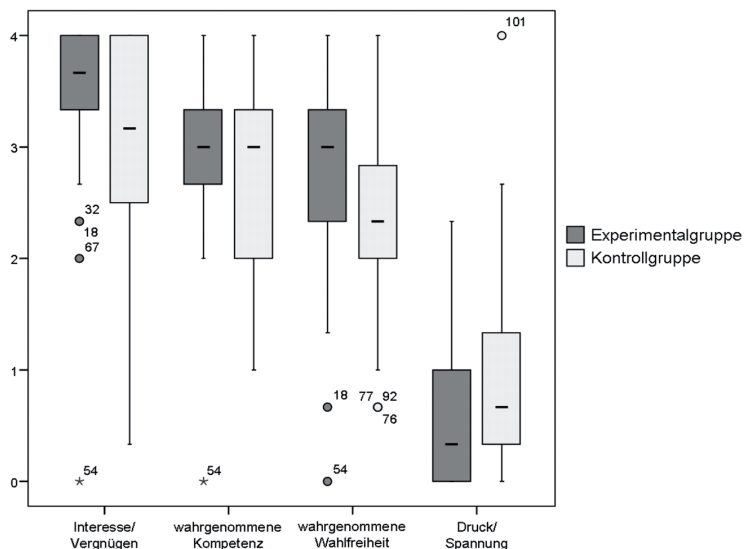 4
3
2
1
0
32
18
67
54
54
18
54
77 92
76
101
Interesse/
Vergnügen
wahrgenommene
Kompetenz
wahrgenommene
Wahlfreiheit
Druck/
Spannung
Experimentalgruppe
Kontrollgruppe